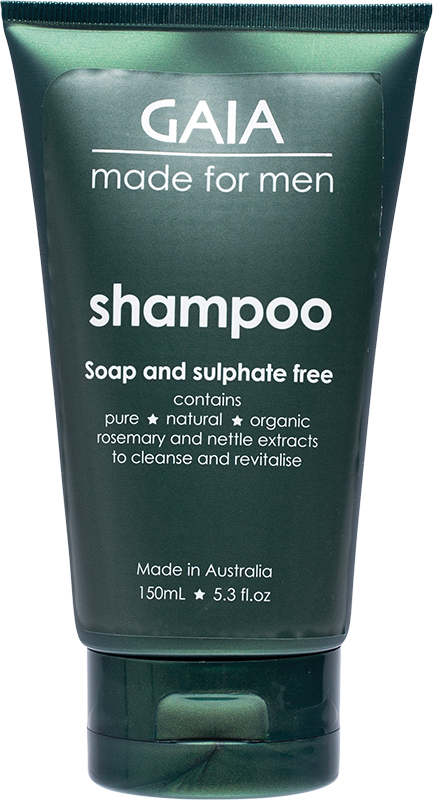 GAIA
made for men
shampoo
Soap and sulphate free
contains
pure ★ natural ★ organic
rosemary and nettle extracts
to cleanse and revitalise
Made in Australia
150mL ★ 5.3 fl.oz